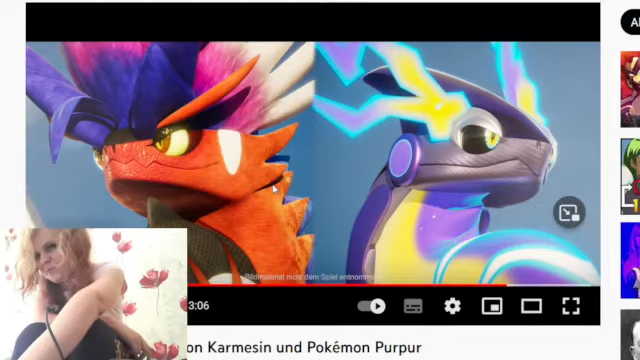 Bildmaterial nicht dem Spiel entnommen
3:06
on Karmesin und Pokémon Purpur